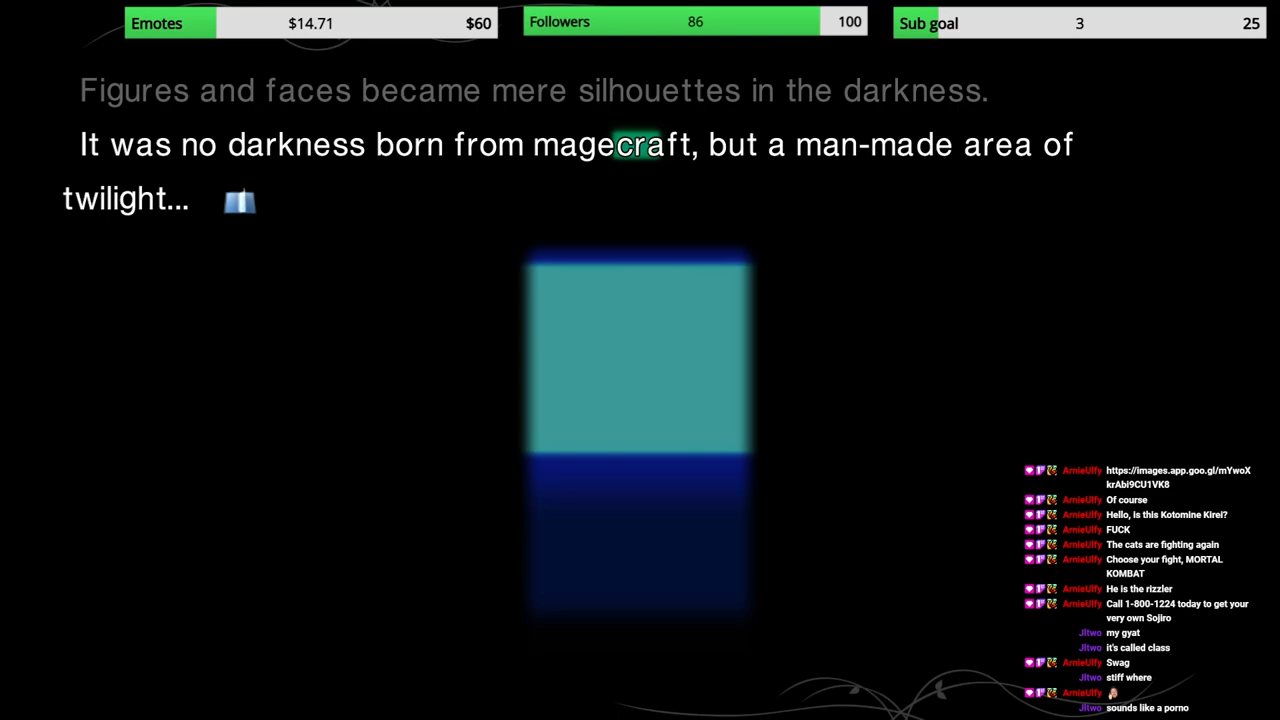 Emotes $14.71 $60
Followers 86 100
Sub goal 3 25
Figures and faces became mere silhouettes in the darkness.
It was no darkness born from magecraft, but a man-made area of
twilight...
ArnieUlfy https://images.app.goo.gl/mYwoX
krAbi9CU1VK8
ArnieUlfy Of course
ArnieUlfy Hello, is this Kotomine Kirei?
ArnieUlfy FUCK
ArnieUlfy The cats are fighting again
ArnieUlfy Choose your fight, MORTAL
KOMBAT
ArnieUlfy He is the rizzler
ArnieUlfy Call 1-800-1224 today to get your
very own Sojiro
Jltwo my gyat
Jltwo it's called class
ArnieUlfy Swag
Jltwo stiff where
ArnieUlfy
Jltwo sounds like a porno